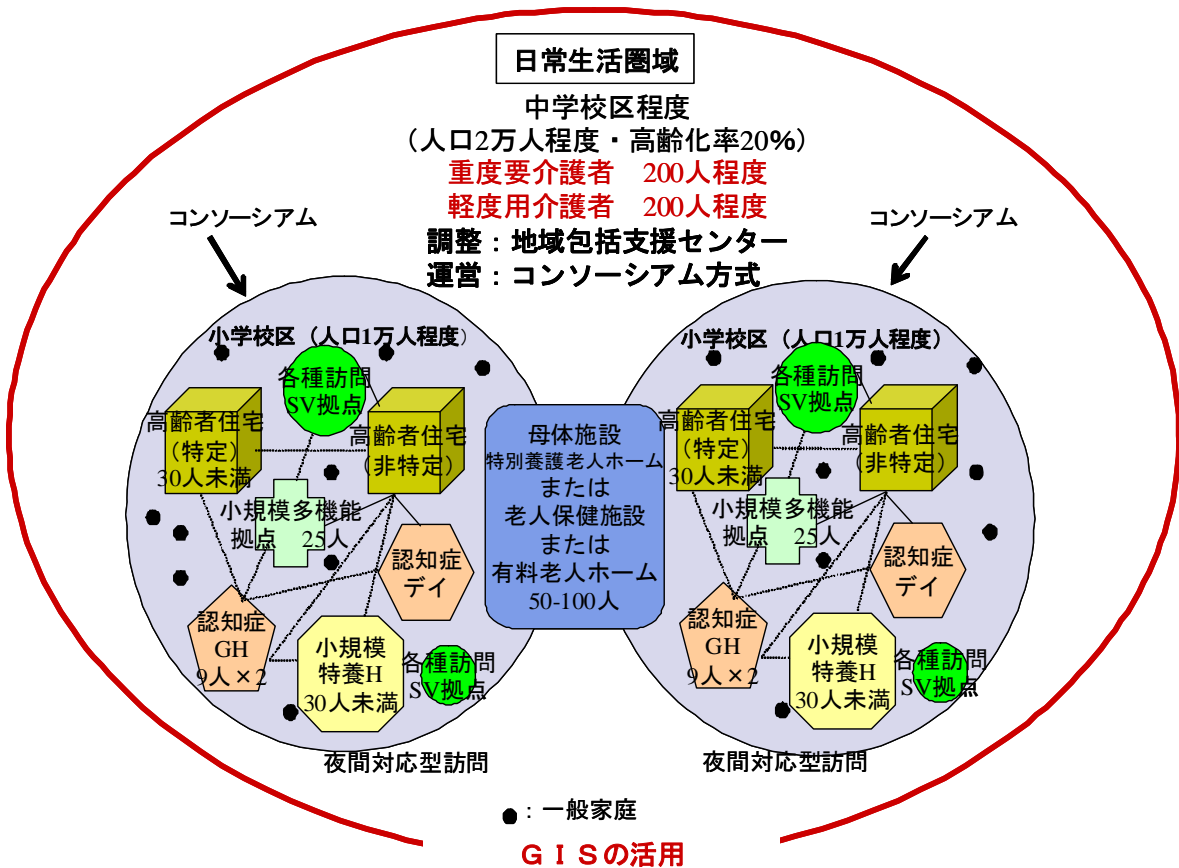 日常生活圏域
中学校区程度
（人口2万人程度・高齢化率20%）
重度要介護者　200人程度
軽度用介護者　200人程度
調整：地域包括支援センター
運営：コンソーシアム方式
コンソーシアム
小学校区（人口1万人程度）
各種訪問
SV拠点
高齢者住宅
（特定）
30人未満
高齢者住宅
（非特定）
小規模多機能
拠点　25人
認知症
デイ
認知症
GH
9人×2
小規模
特養H
30人未満
各種訪問
SV拠点
夜間対応型訪問
母体施設
特別養護老人ホーム
または
老人保健施設
または
有料老人ホーム
50-100人
コンソーシアム
小学校区（人口1万人程度）
各種訪問
SV拠点
高齢者住宅
（特定）
30人未満
高齢者住宅
（非特定）
小規模多機能
拠点　25人
認知症
デイ
認知症
GH
9人×2
小規模
特養H
30人未満
各種訪問
SV拠点
夜間対応型訪問
●：一般家庭
ＧＩＳの活用